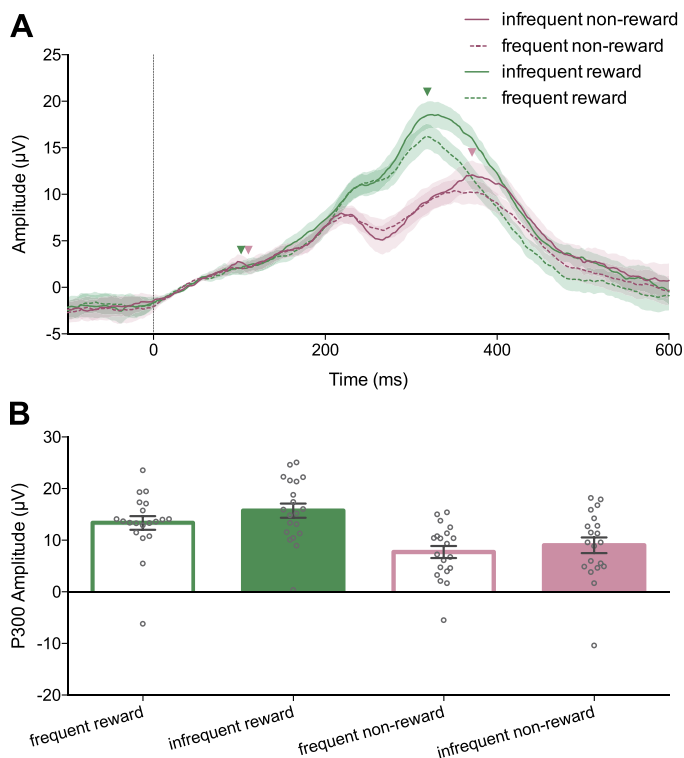 A
infrequent non-reward
frequent non-reward
infrequent reward
frequent reward
25
20
15
10
5
0
-5
Amplitude (µV)
0
200
400
600
Time (ms)
B
30
20
10
0
-10
-20
P300 Amplitude (µV)
frequent reward
infrequent reward
frequent non-reward
infrequent non-reward